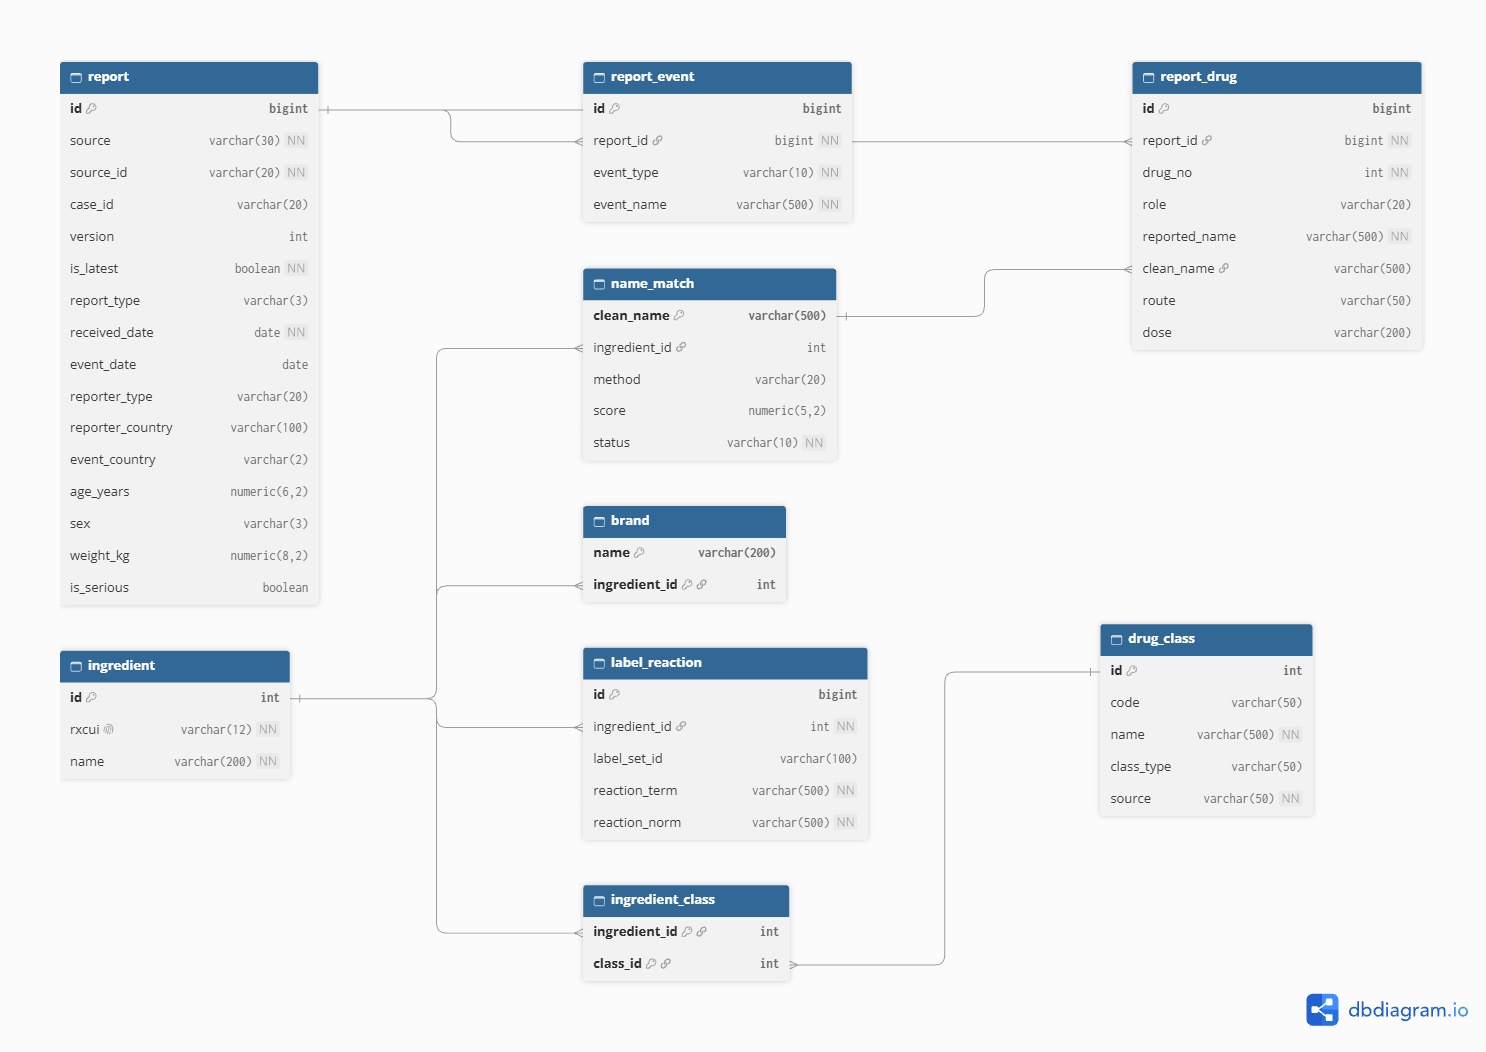 report
id bigint
source varchar(30) NN
source_id varchar(20) NN
case_id varchar(20)
version int
is_latest boolean NN
report_type varchar(3)
received_date date NN
event_date date
reporter_type varchar(20)
reporter_country varchar(100)
event_country varchar(2)
age_years numeric(6,2)
sex varchar(3)
weight_kg numeric(8,2)
is_serious boolean
ingredient
id int
rxcui varchar(12) NN
name varchar(200) NN
report_event
id bigint
report_id bigint NN
event_type varchar(10) NN
event_name varchar(500) NN
name_match
clean_name varchar(500)
ingredient_id int
method varchar(20)
score numeric(5,2)
status varchar(10) NN
brand
name varchar(200)
ingredient_id int
label_reaction
id bigint
ingredient_id int NN
label_set_id varchar(100)
reaction_term varchar(500) NN
reaction_norm varchar(500) NN
ingredient_class
ingredient_id int
class_id int
report_drug
id bigint
report_id bigint NN
drug_no int NN
role varchar(20)
reported_name varchar(500) NN
clean_name varchar(500)
route varchar(50)
dose varchar(200)
drug_class
id int
code varchar(50)
name varchar(500) NN
class_type varchar(50)
source varchar(50) NN
dbdiagram.io